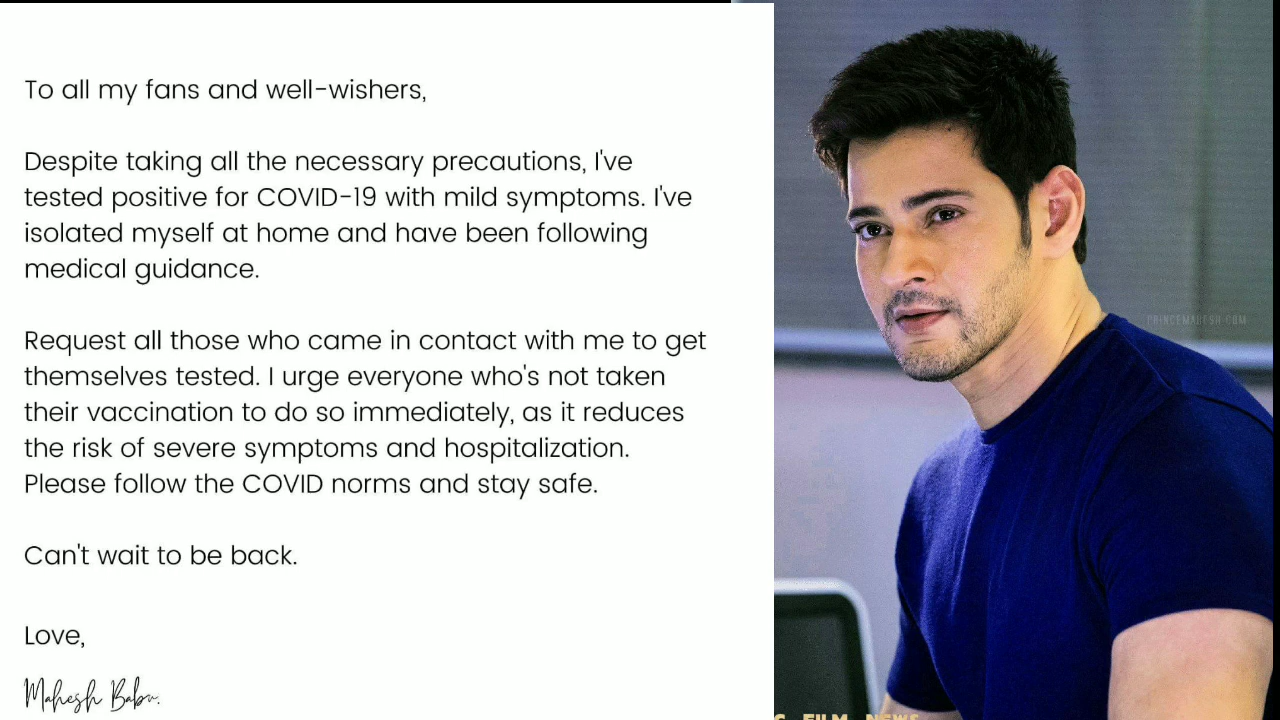 To all my fans and well-wishers,
Despite taking all the necessary precautions, I've
tested positive for COVID-19 with mild symptoms. I've
isolated myself at home and have been following
medical guidance.
Request all those who came in contact with me to get
themselves tested. I urge everyone who's not taken
their vaccination to do so immediately, as it reduces
the risk of severe symptoms and hospitalization.
Please follow the COVID norms and stay safe.
Can't wait to be back.
Love,
Mahesh Babu.
PRINCEMAHESH.COM
FILM NEWS